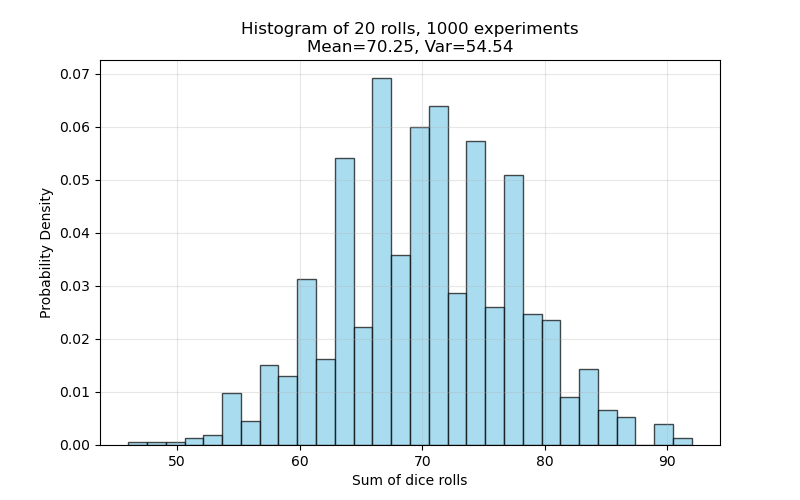 Histogram of 20 rolls, 1000 experiments
Mean=70.25, Var=54.54
0.07
0.06
0.05
0.04
0.03
0.02
0.01
0.00
Probability Density
50 60 70 80 90
Sum of dice rolls